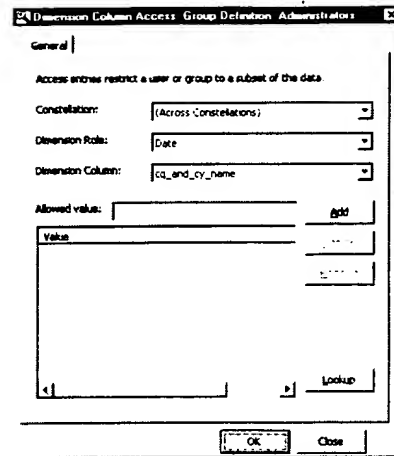 Dimension Column Access Group Definition Administrators
General
Access entries restrict a user or group to a subset of the data.
Constellation: (Across Constellations)
Dimension Role: Date
Dimension Column: cq_and_cy_name
Allowed value: Add
Value
Lookup
OK Close